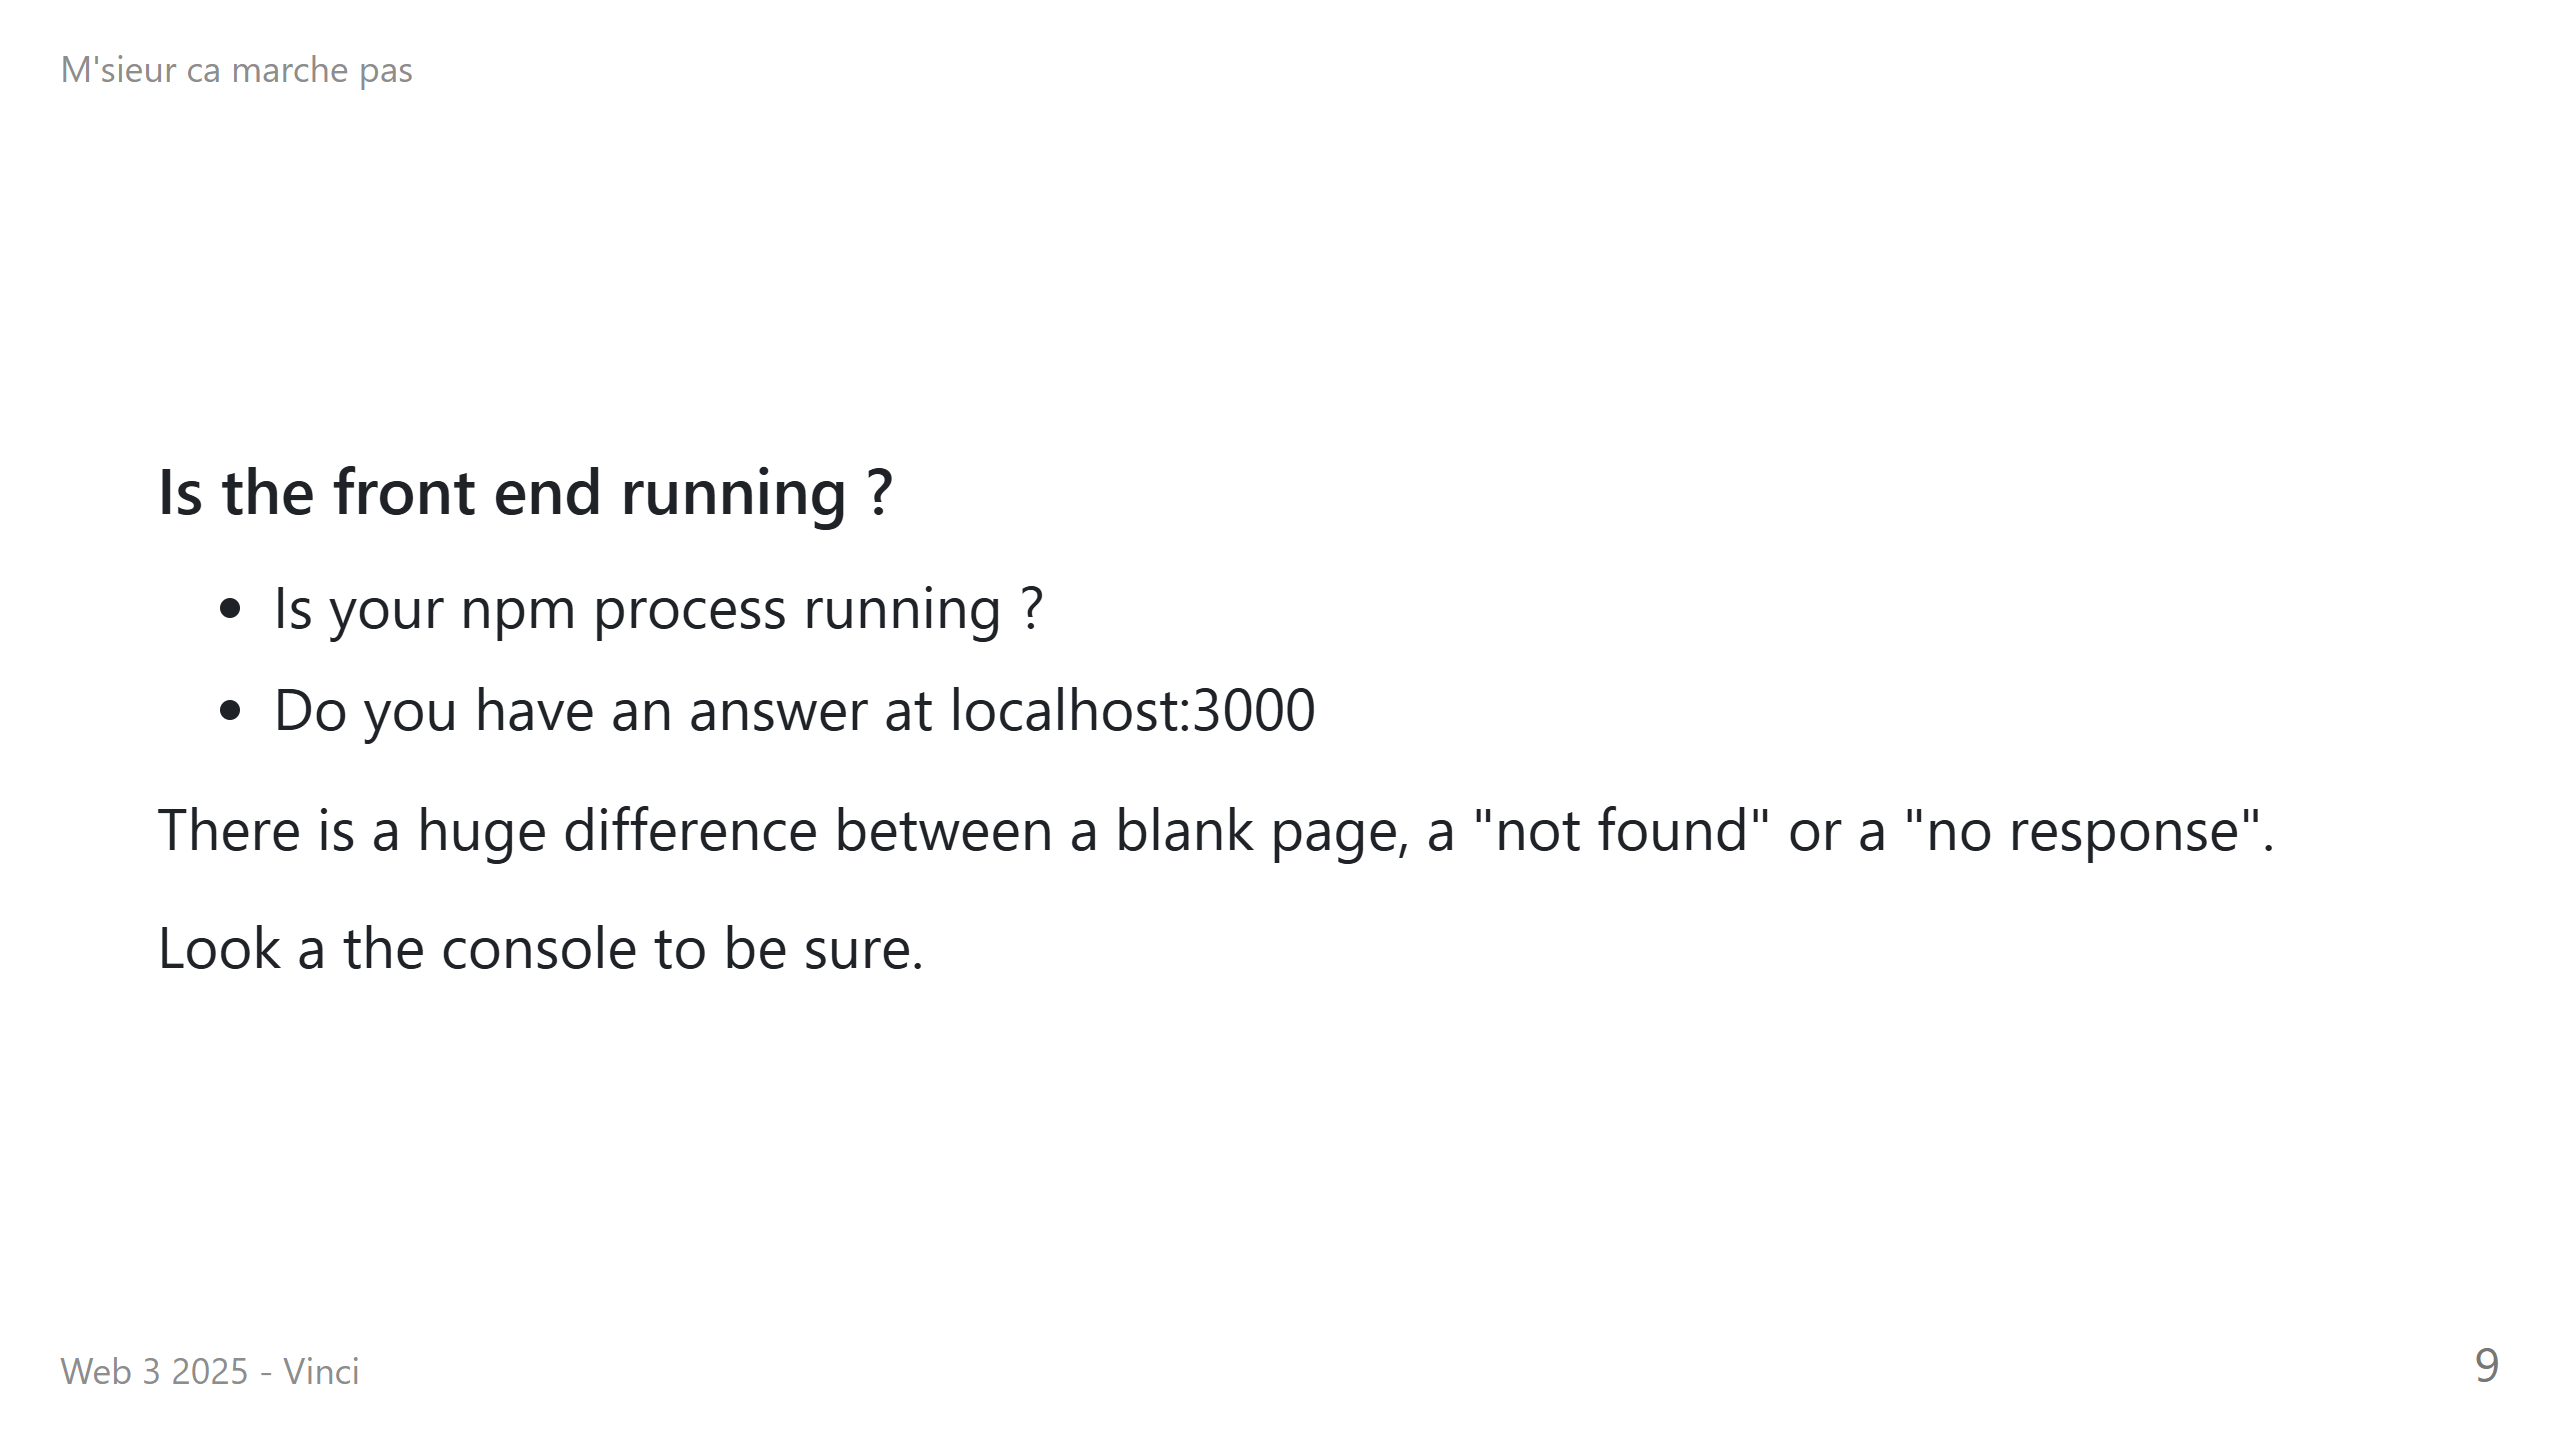 M'sieur ca marche pas
Is the front end running ?
• Is your npm process running ?
• Do you have an answer at localhost:3000
There is a huge difference between a blank page, a "not found" or a "no response".
Look a the console to be sure.
Web 3 2025 - Vinci
9